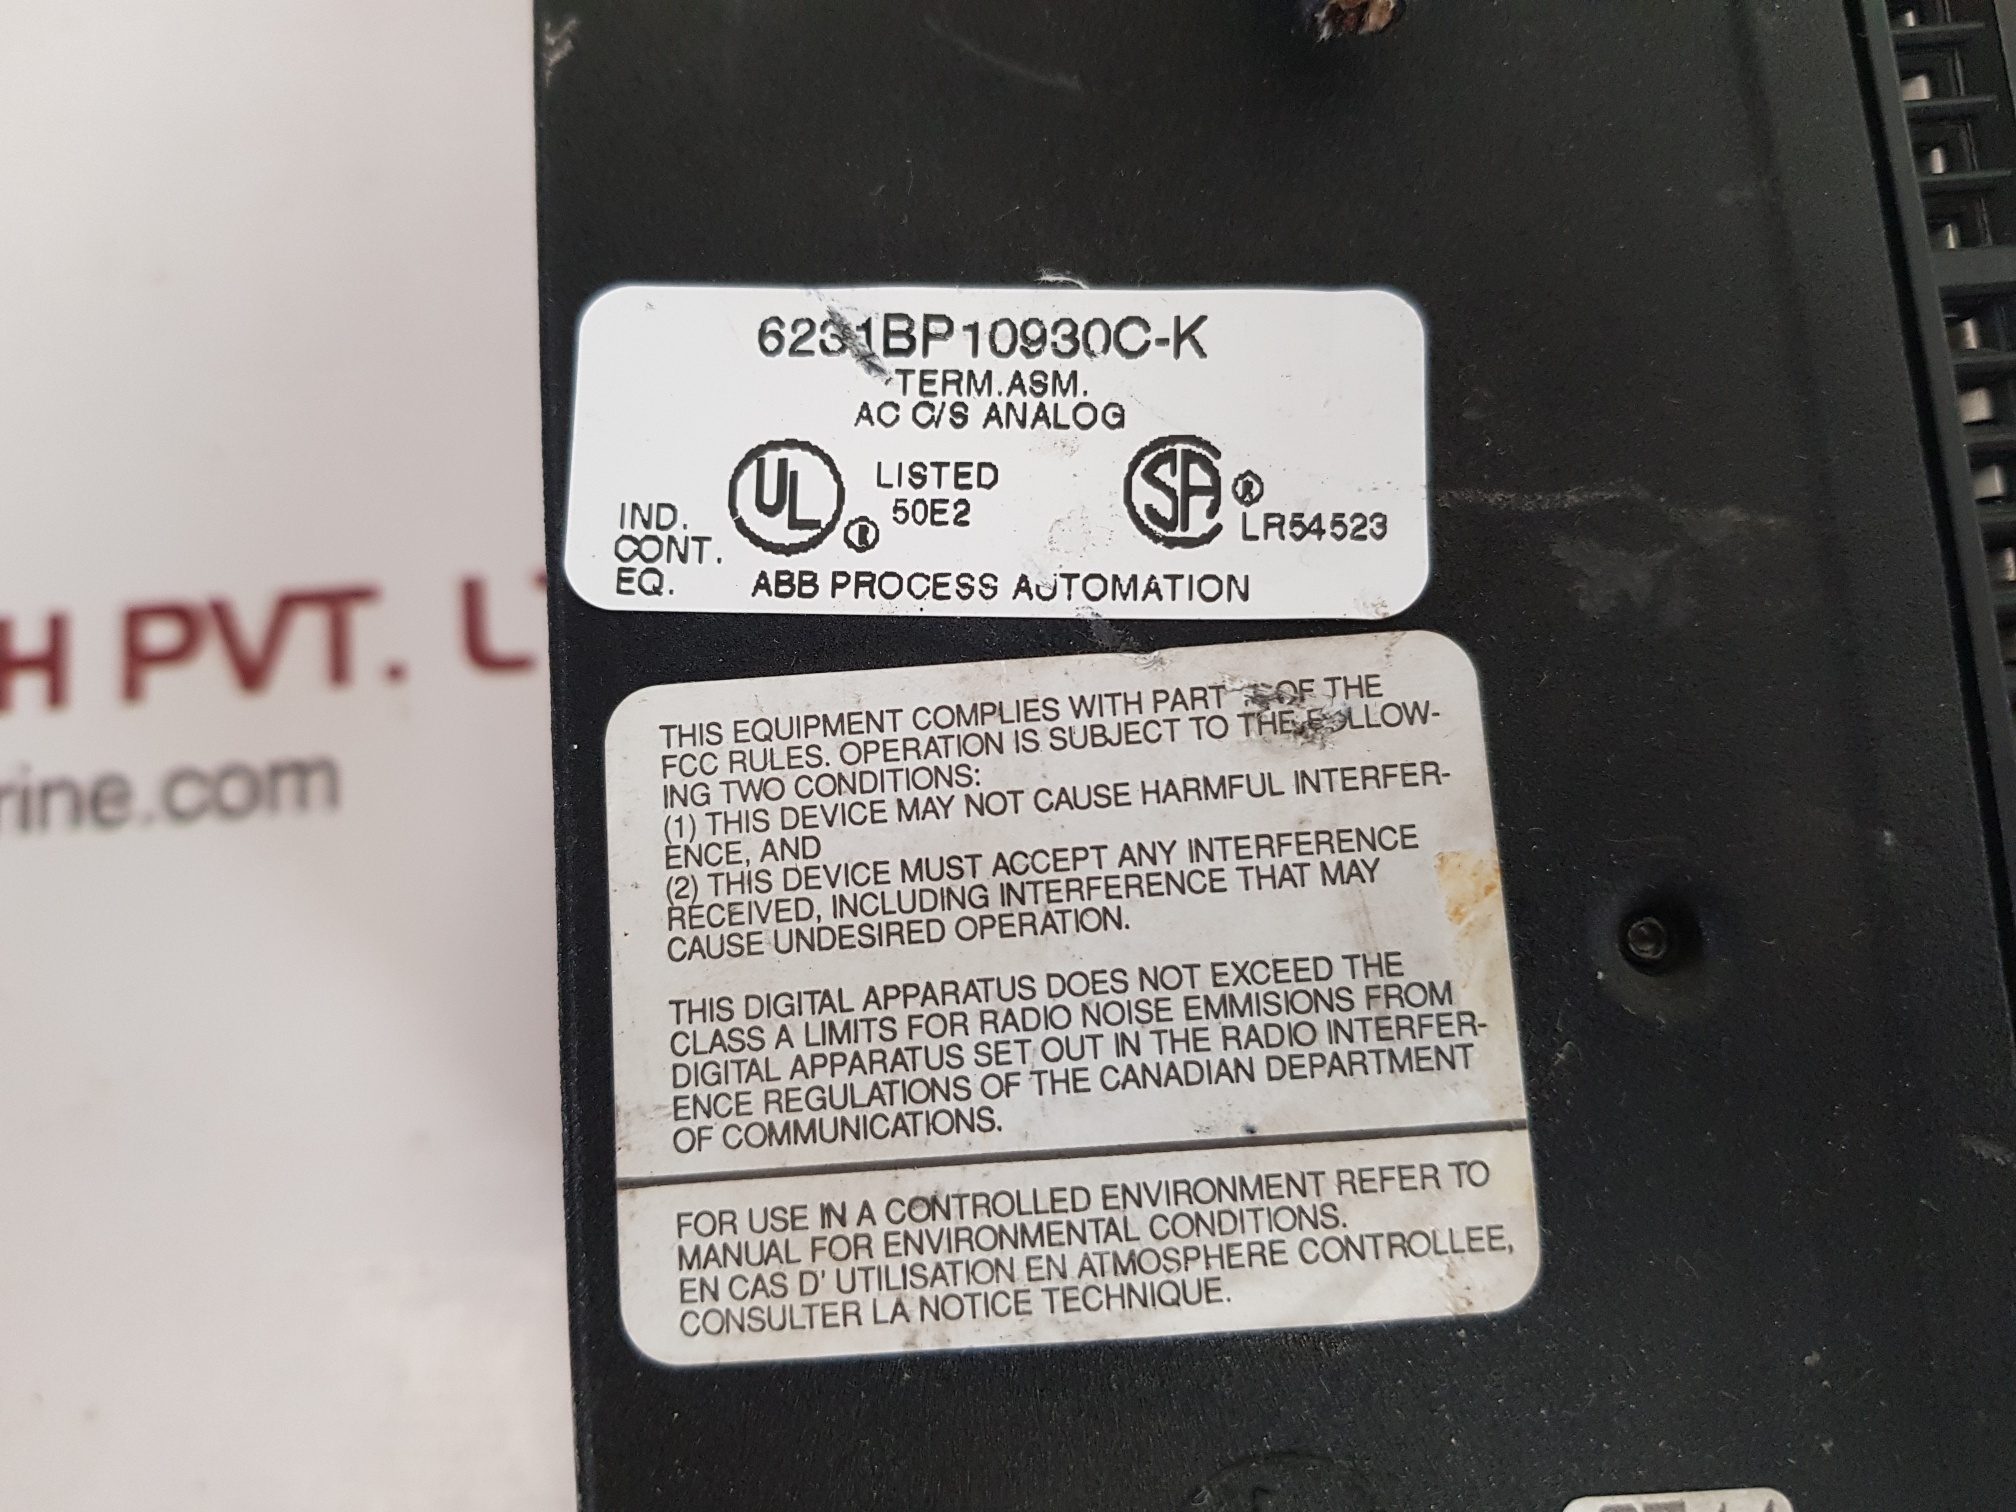 6231BP10930C-K
TERM.ASM.
AC C/S ANALOG
UL ® LISTED
50E2
SA ®
LR54523
IND.
CONT.
EQ.
ABB PROCESS AUTOMATION
THIS EQUIPMENT COMPLIES WITH PART OF THE
FCC RULES. OPERATION IS SUBJECT TO THE FOLLOW-
ING TWO CONDITIONS:
(1) THIS DEVICE MAY NOT CAUSE HARMFUL INTERFER-
ENCE, AND
(2) THIS DEVICE MUST ACCEPT ANY INTERFERENCE
RECEIVED, INCLUDING INTERFERENCE THAT MAY
CAUSE UNDESIRED OPERATION.
THIS DIGITAL APPARATUS DOES NOT EXCEED THE
CLASS A LIMITS FOR RADIO NOISE EMMISIONS FROM
DIGITAL APPARATUS SET OUT IN THE RADIO INTERFER-
ENCE REGULATIONS OF THE CANADIAN DEPARTMENT
OF COMMUNICATIONS.
FOR USE IN A CONTROLLED ENVIRONMENT REFER TO
MANUAL FOR ENVIRONMENTAL CONDITIONS.
EN CAS D' UTILISATION EN ATMOSPHERE CONTROLLEE,
CONSULTER LA NOTICE TECHNIQUE.
H PVT. L
rine.com